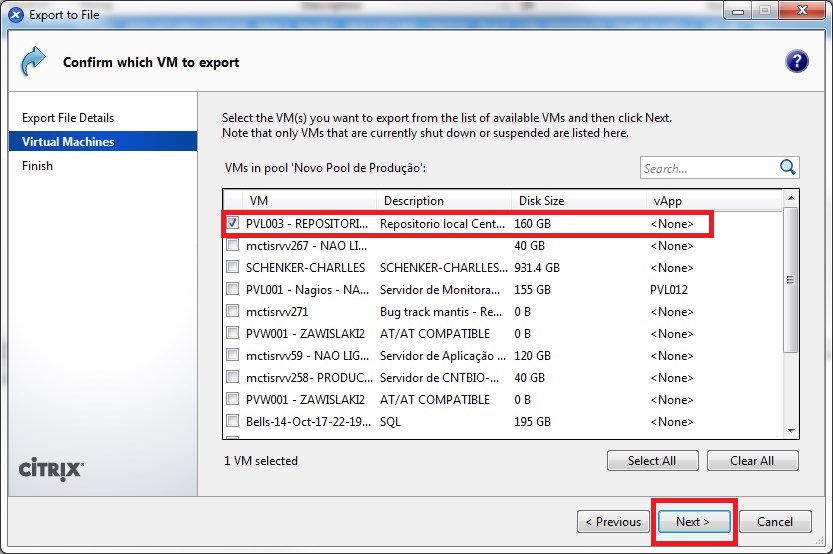 Export to File
Confirm which VM to export
Export File Details
Virtual Machines
Finish
Select the VM(s) you want to export from the list of available VMs and then click Next.
Note that only VMs that are currently shut down or suspended are listed here.
VMs in pool 'Novo Pool de Produção':
Search...
VM Description Disk Size vApp
PVL003 - REPOSITORI... Repositorio local Cent... 160 GB <None>
mctisrvv267 - NAO LI... 40 GB <None>
SCHENKER-CHARLLES SCHENKER-CHARLLES... 931.4 GB <None>
PVL001 - Nagios - NA... Servidor de Monitora... 155 GB PVL012
mctisrvv271 Bug track mantis - Re... 0 B <None>
PVW001 - ZAWISLAKI2 AT/AT COMPATIBLE 0 B <None>
mctisrvv59 - NAO LIG... Servidor de Aplicação ... 120 GB <None>
mctisrvv258- PRODUC... Servidor de CNTBIO-... 40 GB <None>
PVW001 - ZAWISLAKI2 AT/AT COMPATIBLE 0 B <None>
Bells-14-Oct-17-22-19... SQL 195 GB <None>
1 VM selected
Select All
Clear All
CİTRIX
< Previous
Next >
Cancel